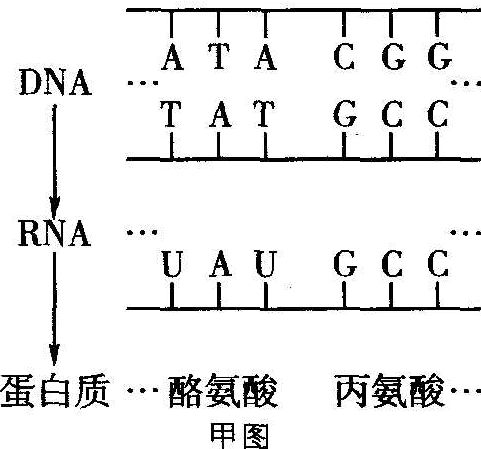 … A T A C G G …
DNA
T A T G C C
RNA … …
U A U G C C
蛋白质 … 酪氨酸 丙氨酸 …
甲图